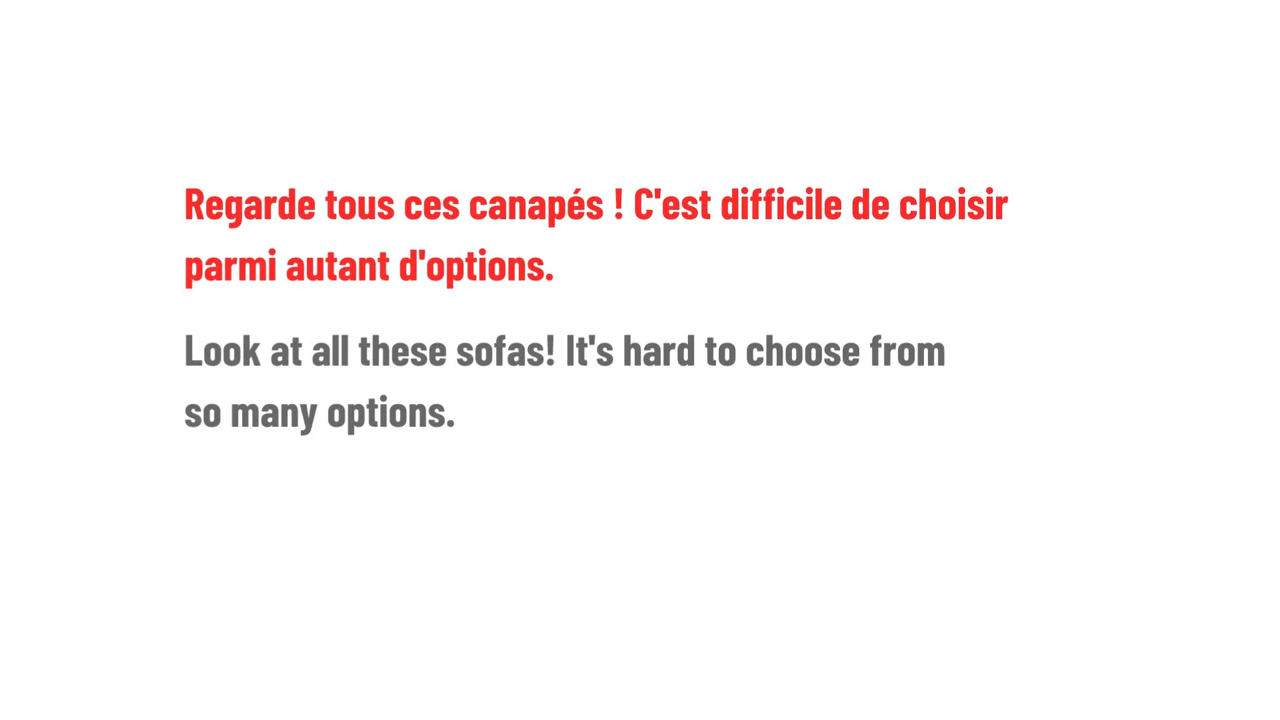 Regarde tous ces canapés ! C'est difficile de choisir
parmi autant d'options.
Look at all these sofas! It's hard to choose from
so many options.